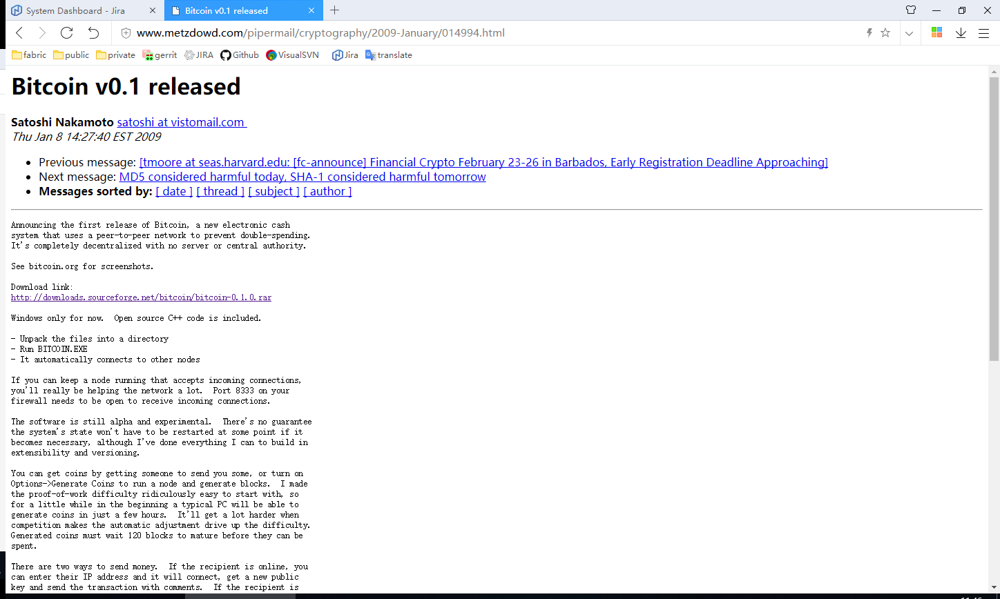 System Dashboard - Jira
Bitcoin v0.1 released
www.metzdowd.com/pipermail/cryptography/2009-January/014994.html
fabric public private gerrit JIRA Github VisualSVN Jira translate
Bitcoin v0.1 released
Satoshi Nakamoto satoshi at vistomail.com
Thu Jan 8 14:27:40 EST 2009
• Previous message: [tmoore at seas.harvard.edu: [fc-announce] Financial Crypto February 23-26 in Barbados, Early Registration Deadline Approaching]
• Next message: MD5 considered harmful today, SHA-1 considered harmful tomorrow
• Messages sorted by: [ date ] [ thread ] [ subject ] [ author ]
Announcing the first release of Bitcoin, a new electronic cash
system that uses a peer-to-peer network to prevent double-spending.
It's completely decentralized with no server or central authority.
See bitcoin.org for screenshots.
Download link:
http://downloads.sourceforge.net/bitcoin/bitcoin-0.1.0.rar
Windows only for now.  Open source C++ code is included.
- Unpack the files into a directory
- Run BITCOIN.EXE
- It automatically connects to other nodes
If you can keep a node running that accepts incoming connections,
you'll really be helping the network a lot.  Port 8333 on your
firewall needs to be open to receive incoming connections.
The software is still alpha and experimental.  There's no guarantee
the system's state won't have to be restarted at some point if it
becomes necessary, although I've done everything I can to build in
extensibility and versioning.
You can get coins by getting someone to send you some, or turn on
Options->Generate Coins to run a node and generate blocks.  I made
the proof-of-work difficulty ridiculously easy to start with, so
for a little while in the beginning a typical PC will be able to
generate coins in just a few hours.  It'll get a lot harder when
competition makes the automatic adjustment drive up the difficulty.
Generated coins must wait 120 blocks to mature before they can be
spent.
There are two ways to send money.  If the recipient is online, you
can enter their IP address and it will connect, get a new public
key and send the transaction with comments.  If the recipient is